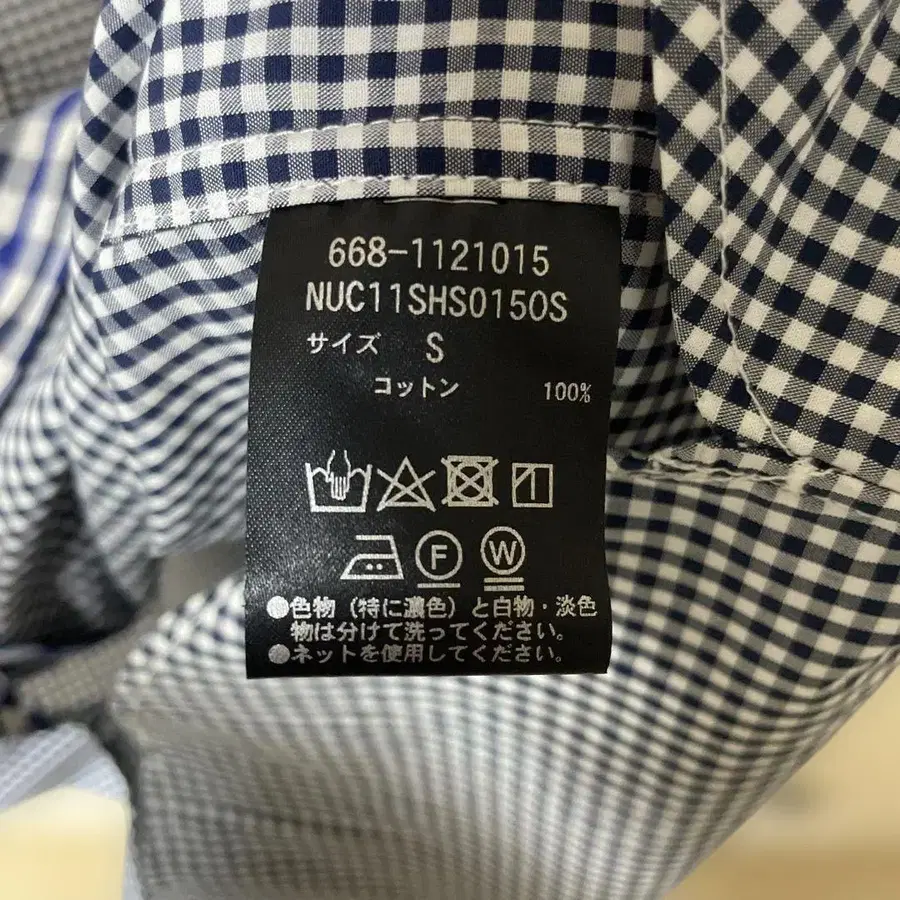 668-1121015
NUC11SHS0150S
サイズ S
コットン 100%
F W
●色物（特に濃色）と白物・淡色
物は分けて洗ってください。
●ネットを使用してください。